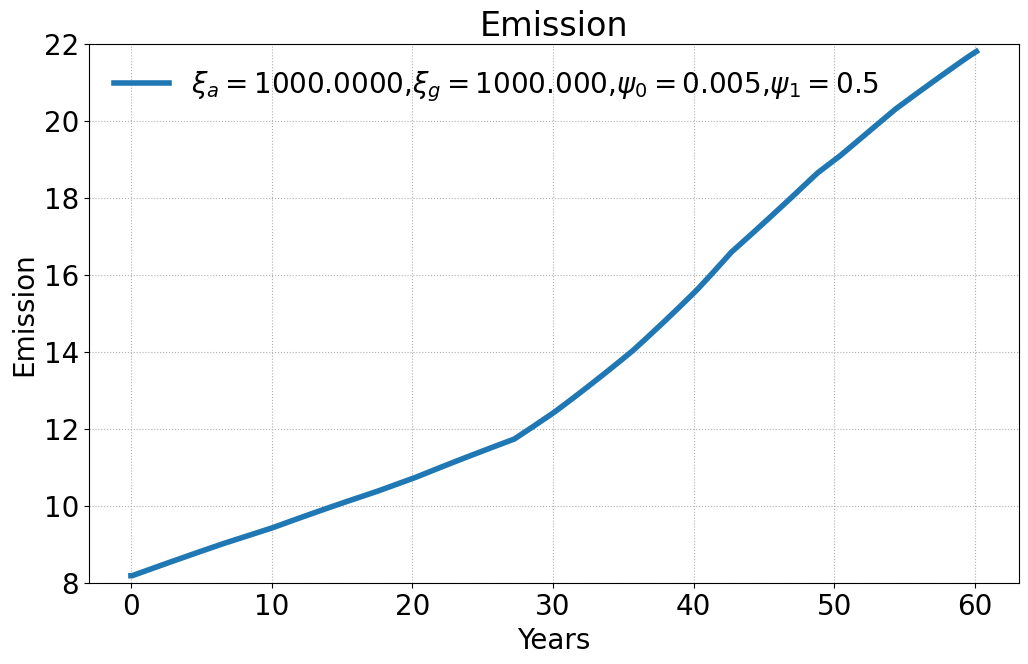 Emission
ξₐ = 1000.0000,ξ_g = 1000.000,ψ₀ = 0.005,ψ₁ = 0.5
22
20
18
16
14
12
10
8
Emission
0 10 20 30 40 50 60
Years